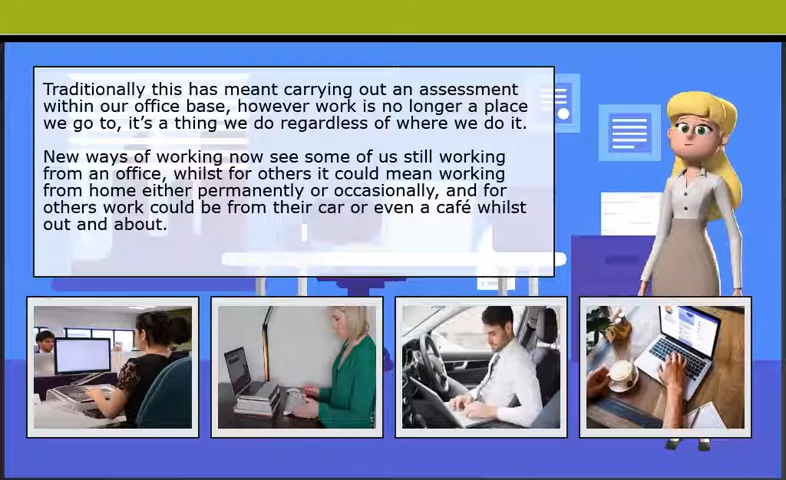 Traditionally this has meant carrying out an assessment
within our office base, however work is no longer a place
we go to, it’s a thing we do regardless of where we do it.
New ways of working now see some of us still working
from an office, whilst for others it could mean working
from home either permanently or occasionally, and for
others work could be from their car or even a café whilst
out and about.